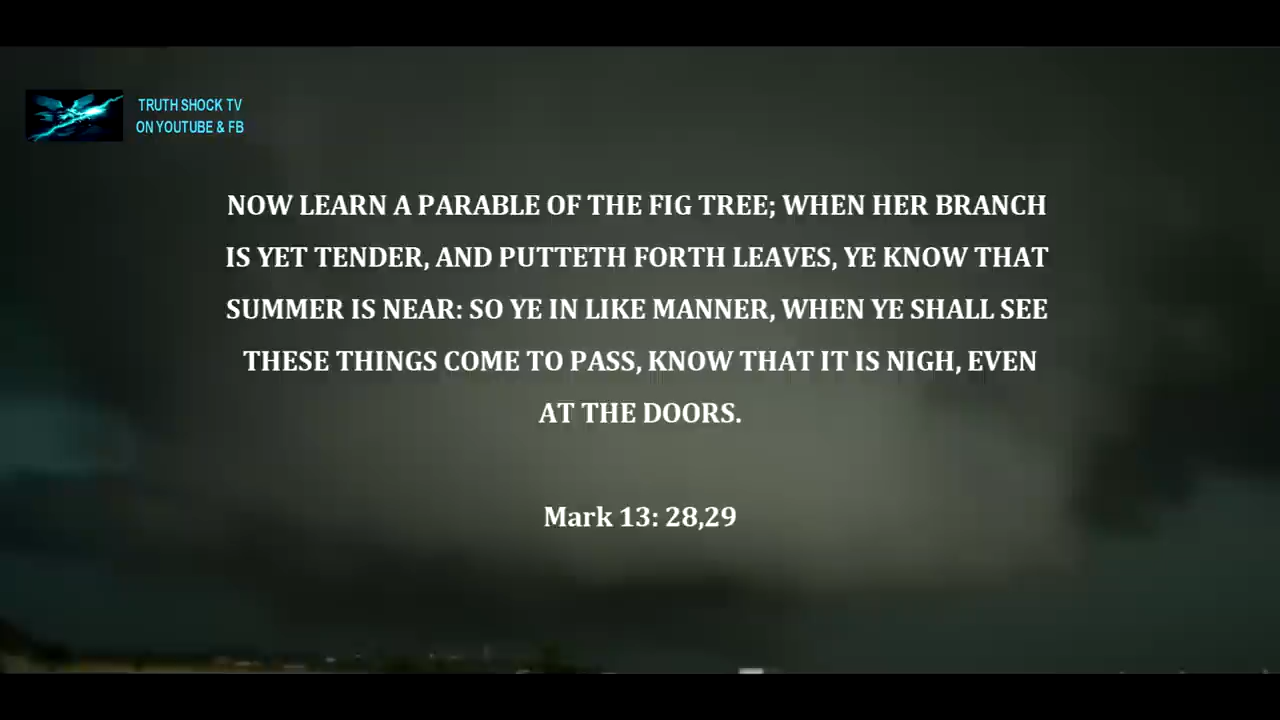 TRUTH SHOCK TV
ON YOUTUBE & FB
NOW LEARN A PARABLE OF THE FIG TREE; WHEN HER BRANCH
IS YET TENDER, AND PUTTETH FORTH LEAVES, YE KNOW THAT
SUMMER IS NEAR: SO YE IN LIKE MANNER, WHEN YE SHALL SEE
THESE THINGS COME TO PASS, KNOW THAT IT IS NIGH, EVEN
AT THE DOORS.
Mark 13: 28,29